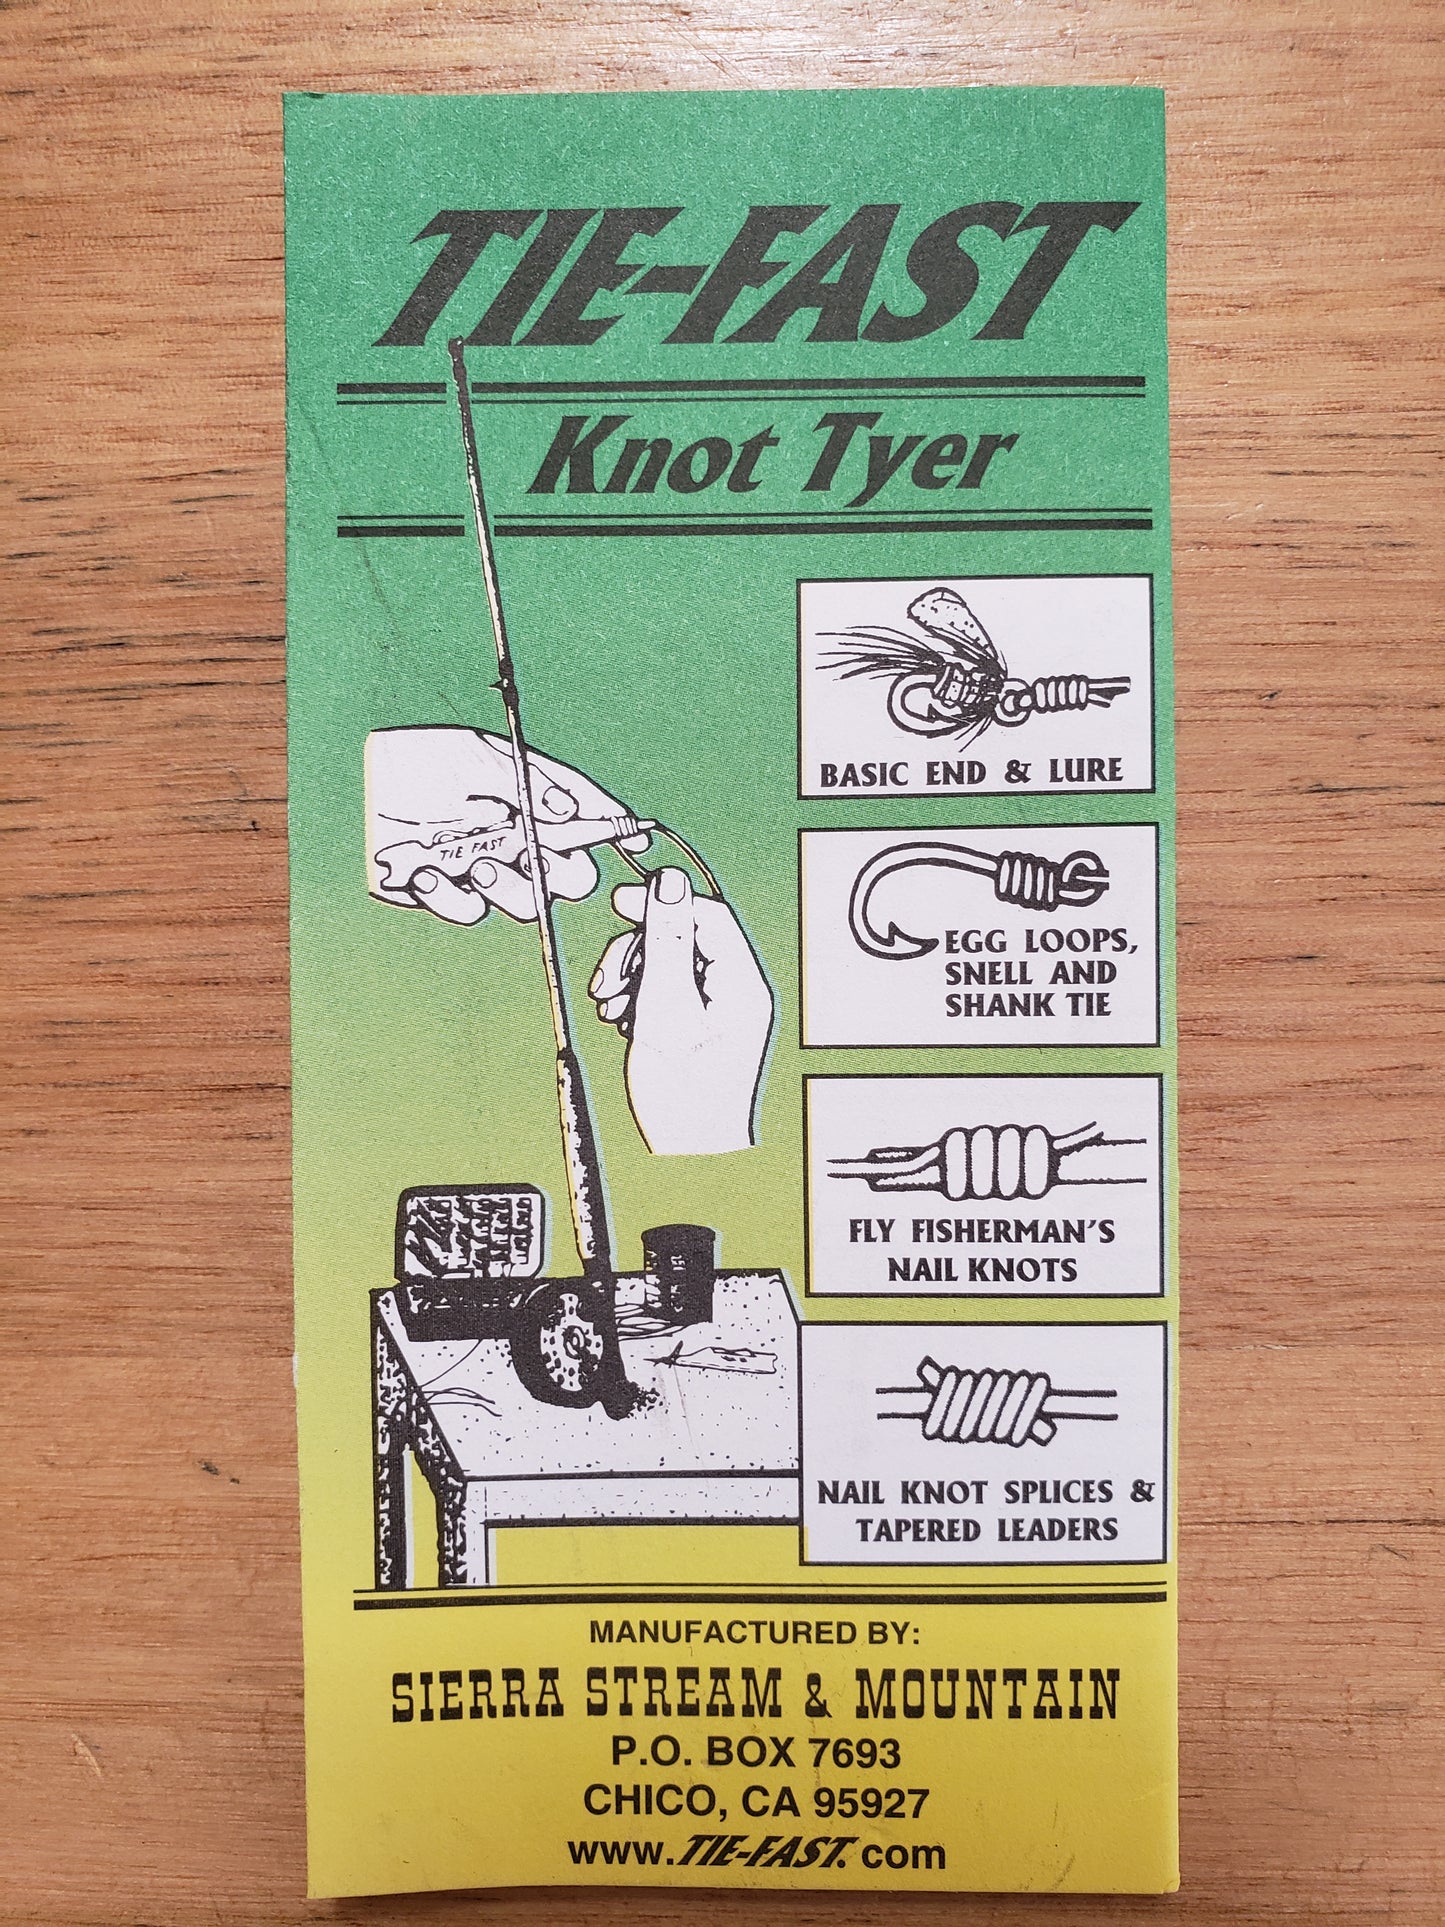 TIE-FAST
Knot Tyer
BASIC END & LURE
TIE FAST
EGG LOOPS,
SNELL AND
SHANK TIE
FLY FISHERMAN'S
NAIL KNOTS
NAIL KNOT SPLICES &
TAPERED LEADERS
MANUFACTURED BY:
SIERRA STREAM & MOUNTAIN
P.O. BOX 7693
CHICO, CA 95927
www.TIE-FAST.com